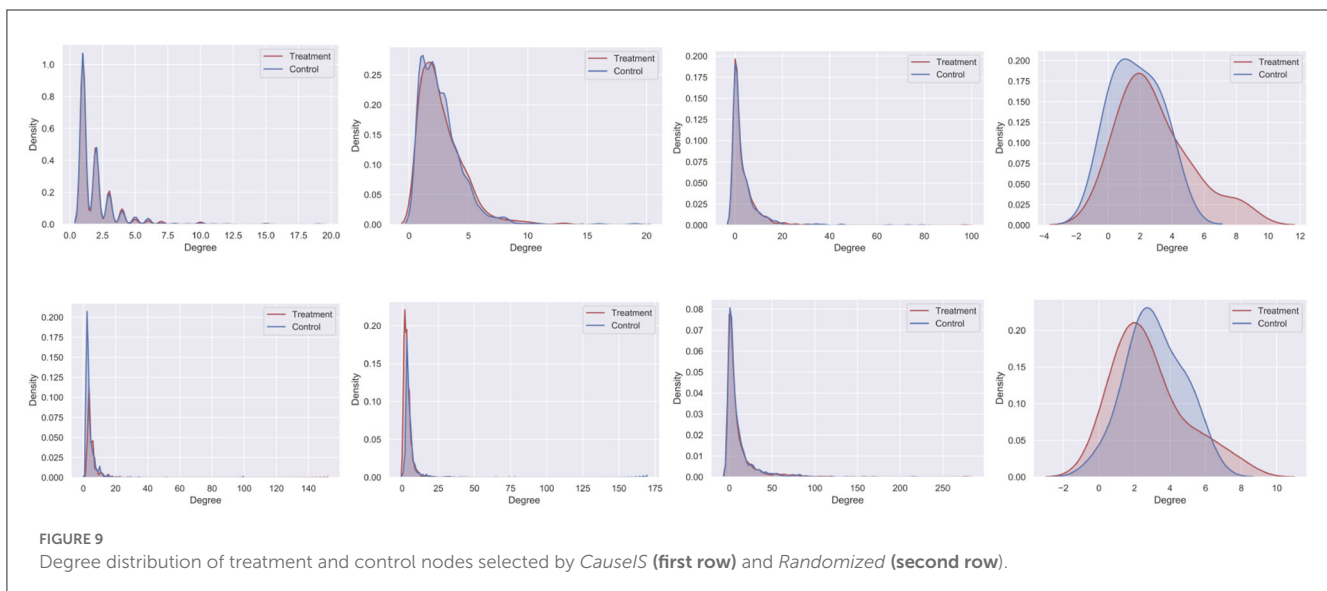 Treatment
Control
1.0
0.8
0.6
0.4
0.2
0.0
Density
0.0 2.5 5.0 7.5 10.0 12.5 15.0 17.5 20.0
Degree
Treatment
Control
0.25
0.20
0.15
0.10
0.05
0.00
Density
0 5 10 15 20
Degree
Treatment
Control
0.200
0.175
0.150
0.125
0.100
0.075
0.050
0.025
0.000
Density
0 20 40 60 80 100
Degree
Treatment
Control
0.200
0.175
0.150
0.125
0.100
0.075
0.050
0.025
0.000
Density
−4 −2 0 2 4 6 8 10 12
Degree
Treatment
Control
0.200
0.175
0.150
0.125
0.100
0.075
0.050
0.025
0.000
Density
0 20 40 60 80 100 120 140
Degree
Treatment
Control
0.20
0.15
0.10
0.05
0.00
Density
0 25 50 75 100 125 150 175
Degree
Treatment
Control
0.08
0.07
0.06
0.05
0.04
0.03
0.02
0.01
0.00
Density
0 50 100 150 200 250
Degree
Treatment
Control
0.20
0.15
0.10
0.05
0.00
Density
−2 0 2 4 6 8 10
Degree
FIGURE 9
Degree distribution of treatment and control nodes selected by CauseIS (first row) and Randomized (second row).